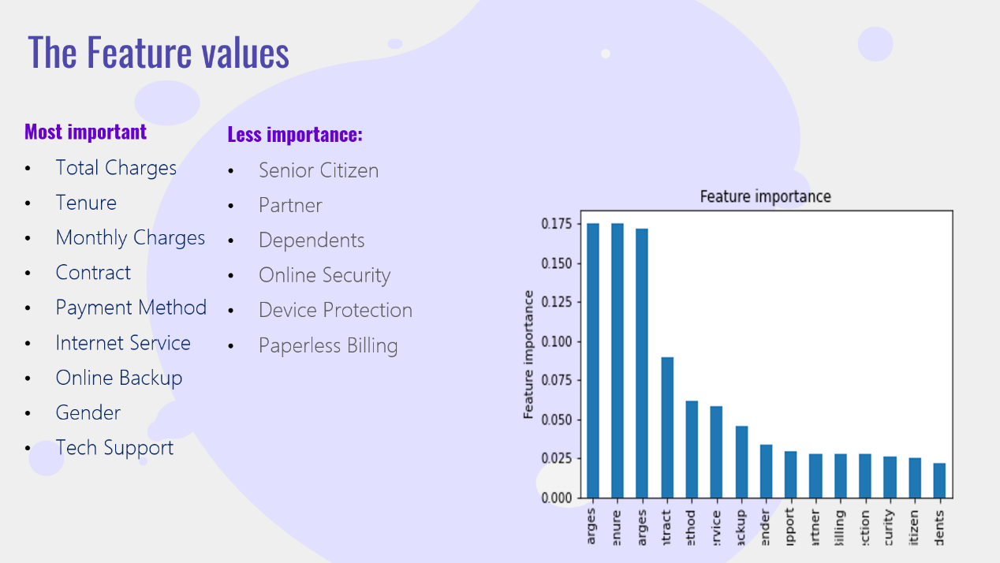 The Feature values
Most important
• Total Charges
• Tenure
• Monthly Charges
• Contract
• Payment Method
• Internet Service
• Online Backup
• Gender
• Tech Support
Less importance:
• Senior Citizen
• Partner
• Dependents
• Online Security
• Device Protection
• Paperless Billing
Feature importance
Feature importance
0.175
0.150
0.125
0.100
0.075
0.050
0.025
0.000
arges
enure
arges
ntract
ethod
ervice
ackup
ender
upport
artner
Billing
ection
curity
itizen
dents